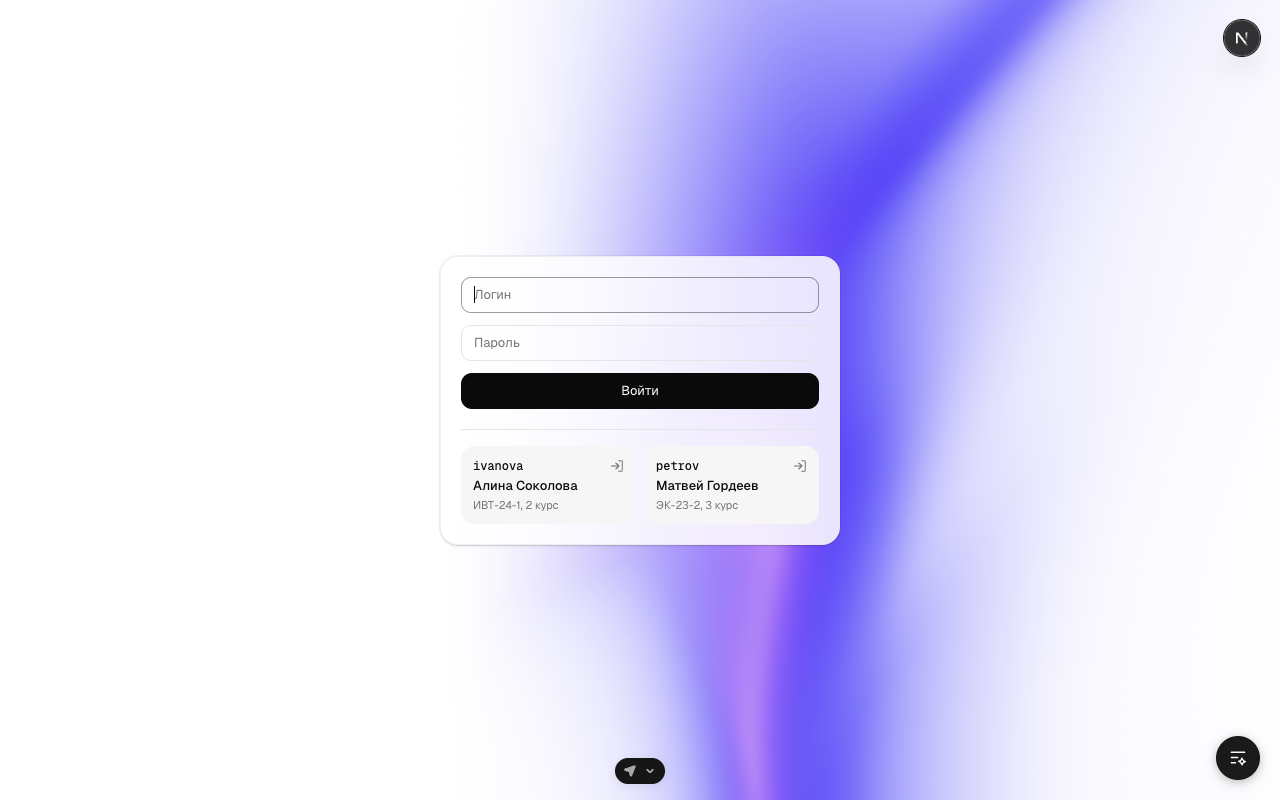 N
Логин
Пароль
Войти
ivanova
Алина Соколова
ИВТ-24-1, 2 курс
petrov
Матвей Гордеев
ЭК-23-2, 3 курс